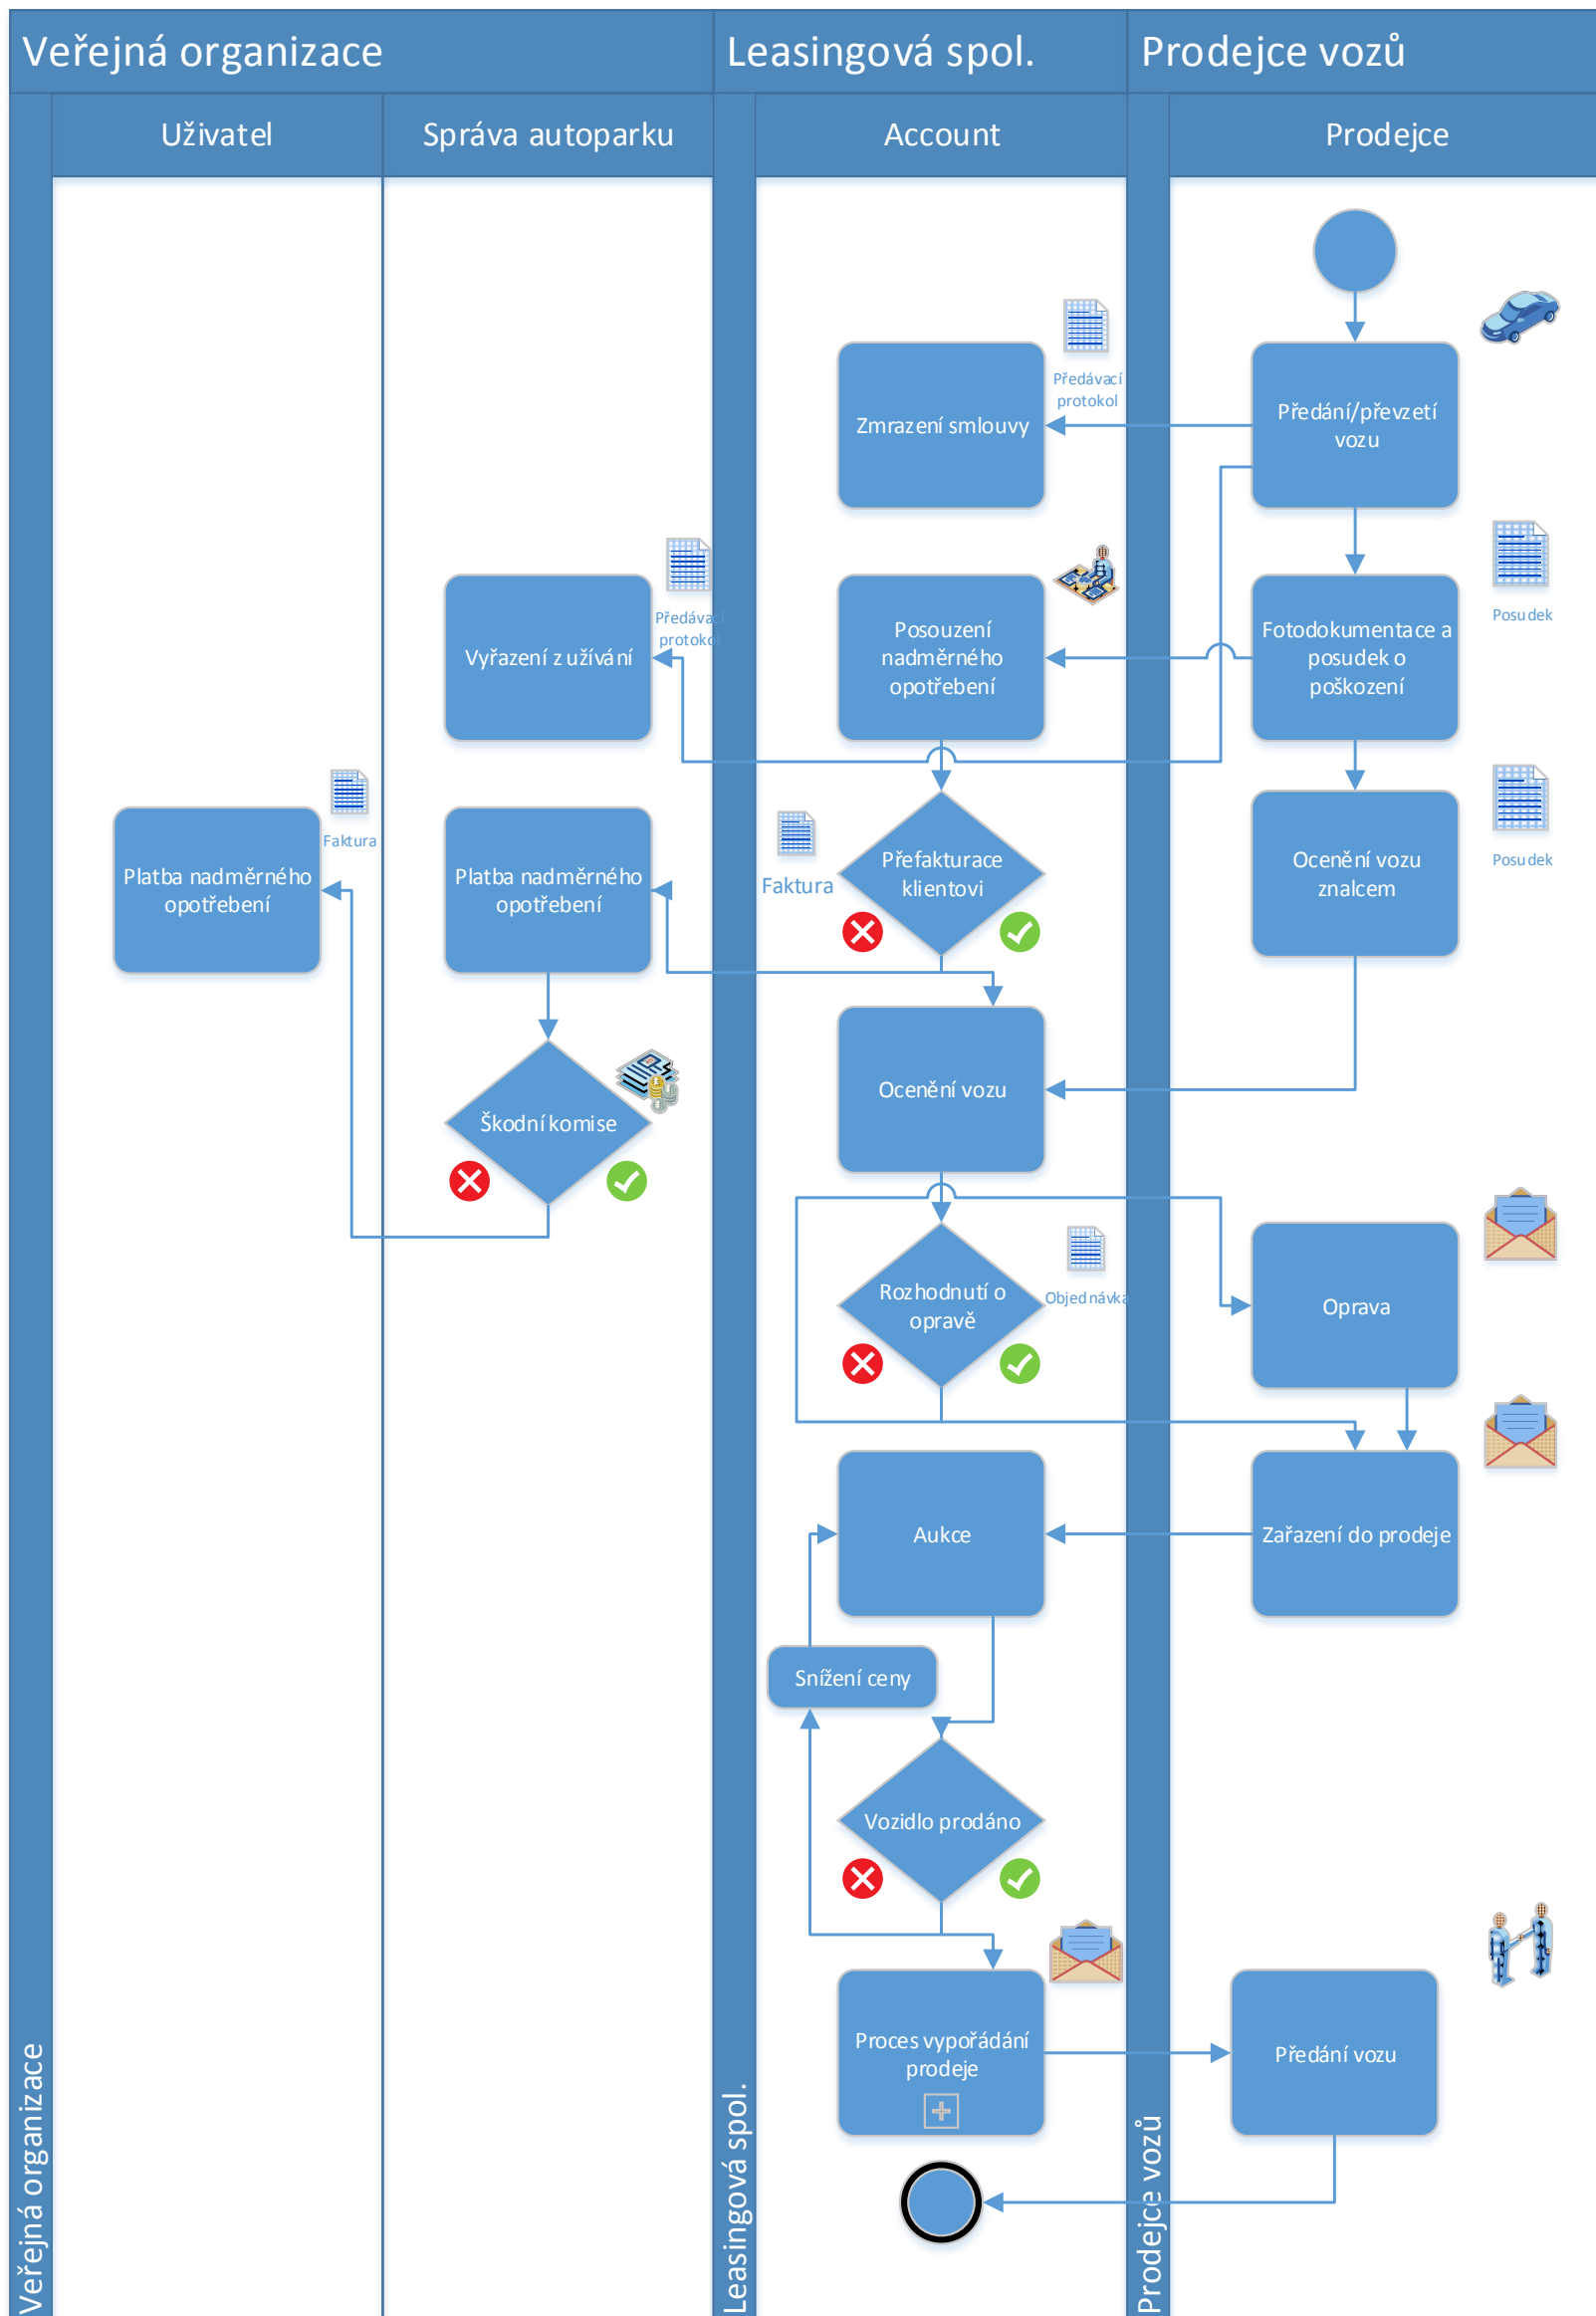 Veřejná organizace
Leasingová spol.
Prodejce vozů
Uživatel
Správa autoparku
Account
Prodejce
Předávací
protokol
Zmrazení smlouvy
Předání/převzetí
vozu
Předávací
protokol
Vyřazení z užívání
Posouzení
nadměrného
opotřebení
Fotodokumentace a
posudek o
poškození
Posudek
Faktura
Platba nadměrného
opotřebení
Platba nadměrného
opotřebení
Faktura
Přefakturace
klientovi
Ocenění vozu
znalcem
Posudek
Škodní komise
Ocenění vozu
Rozhodnutí o
opravě
Objednávka
Oprava
Aukce
Zařazení do prodeje
Snížení ceny
Vozidlo prodáno
Proces vypořádání
prodeje
Předání vozu
Veřejná organizace
Leasingová spol.
Prodejce vozů